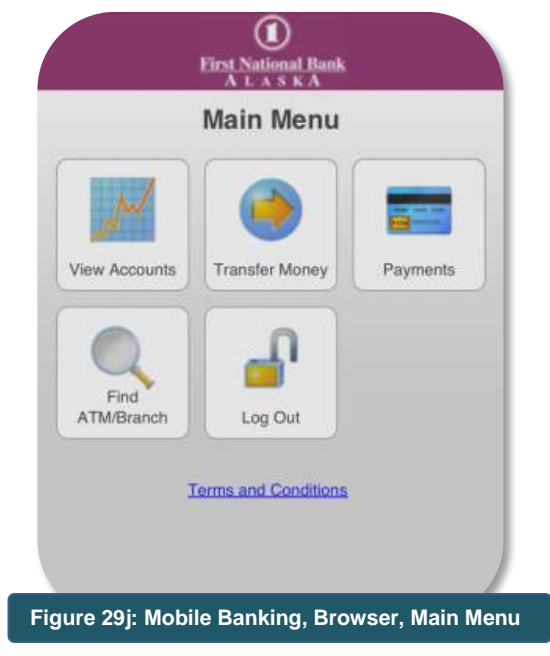 1
First National Bank
ALASKA
Main Menu
View Accounts
Transfer Money
Payments
Find
ATM/Branch
Log Out
Terms and Conditions
Figure 29j: Mobile Banking, Browser, Main Menu